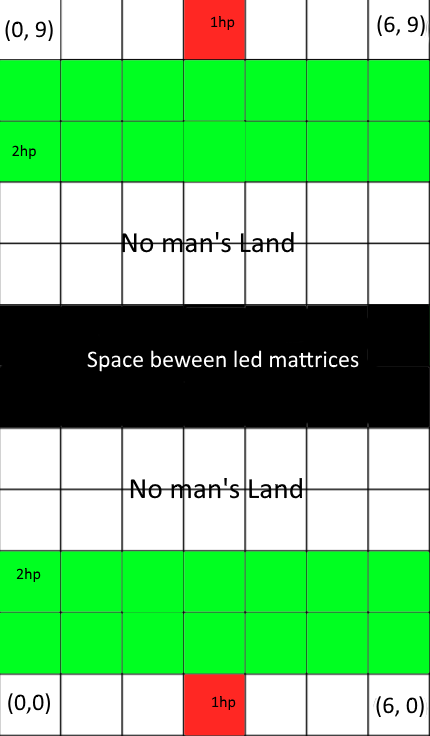 (0, 9)
1hp
(6, 9)
2hp
No man's Land
Space beween led mattrices
No man's Land
2hp
(0,0)
1hp
(6, 0)